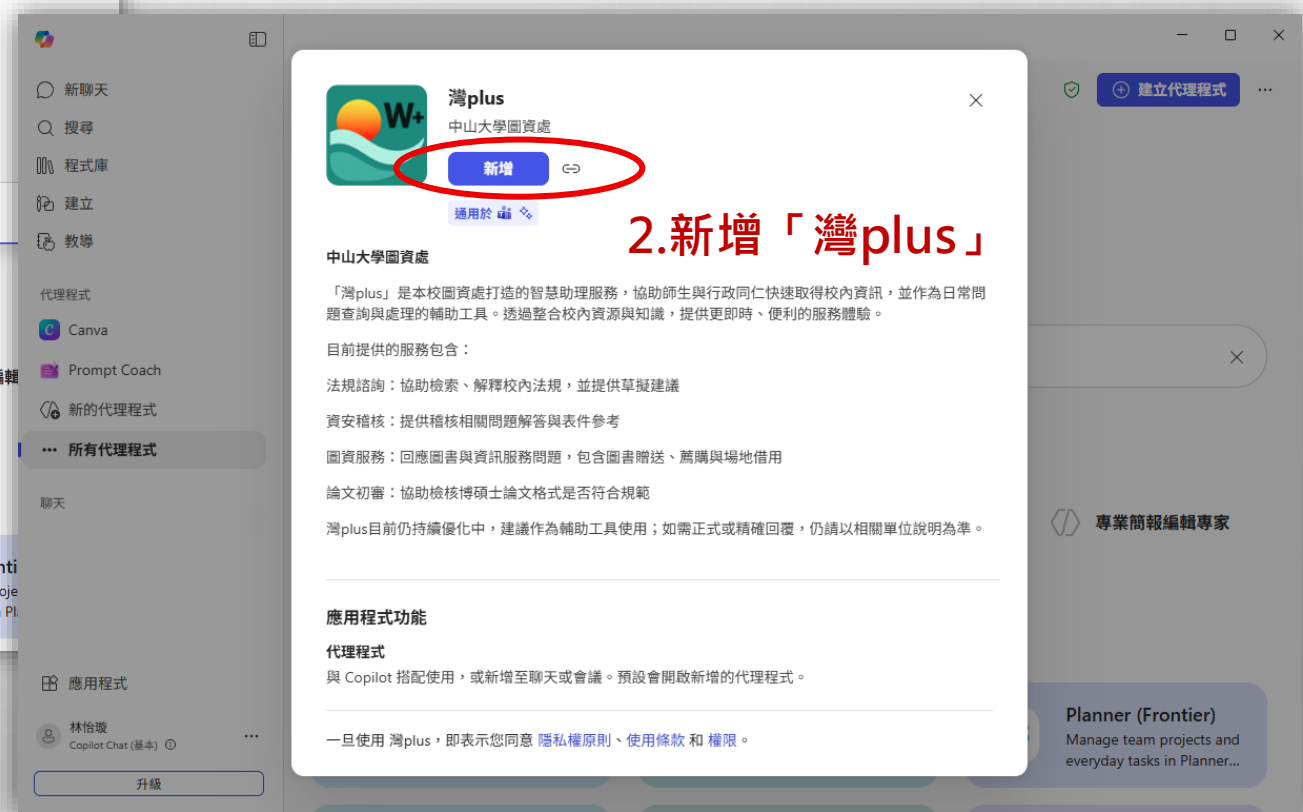 新聊天
搜尋
程式庫
建立
教導
代理程式
Canva
Prompt Coach
新的代理程式
所有代理程式
聊天
應用程式
林怡璇
Copilot Chat (基本)
升級
建立代理程式
W+
灣plus
中山大學圖資處
新增
通用於
2.新增「灣plus」
中山大學圖資處
「灣plus」是本校圖資處打造的智慧助理服務，協助師生與行政同仁快速取得校內資訊，並作為日常問
題查詢與處理的輔助工具。透過整合校內資源與知識，提供更即時、便利的服務體驗。
目前提供的服務包含：
法規諮詢：協助檢索、解釋校內法規，並提供草擬建議
資安稽核：提供稽核相關問題解答與表件參考
圖資服務：回應圖書與資訊服務問題，包含圖書贈送、薦購與場地借用
論文初審：協助檢核博碩士論文格式是否符合規範
灣plus目前仍持續優化中，建議作為輔助工具使用；如需正式或精確回覆，仍請以相關單位說明為準。
應用程式功能
代理程式
與 Copilot 搭配使用，或新增至聊天或會議。預設會開啟新增的代理程式。
一旦使用 灣plus，即表示您同意 隱私權原則、使用條款 和 權限。
專業簡報編輯專家
Planner (Frontier)
Manage team projects and
everyday tasks in Planner...